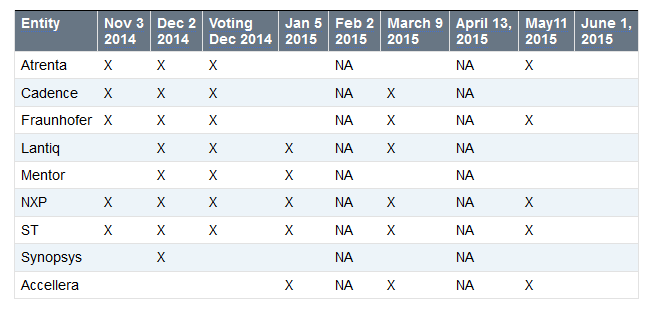 Entity Nov 3 2014 Dec 2 2014 Voting Dec 2014 Jan 5 2015 Feb 2 2015 March 9 2015 April 13, 2015 May11 2015 June 1, 2015
Atrenta X X X NA NA X
Cadence X X X NA X NA
Fraunhofer X X X NA X NA X
Lantiq X X X NA X NA
Mentor X X X NA NA
NXP X X X X NA X NA X
ST X X X X NA X NA X
Synopsys X NA NA
Accellera X NA X NA X